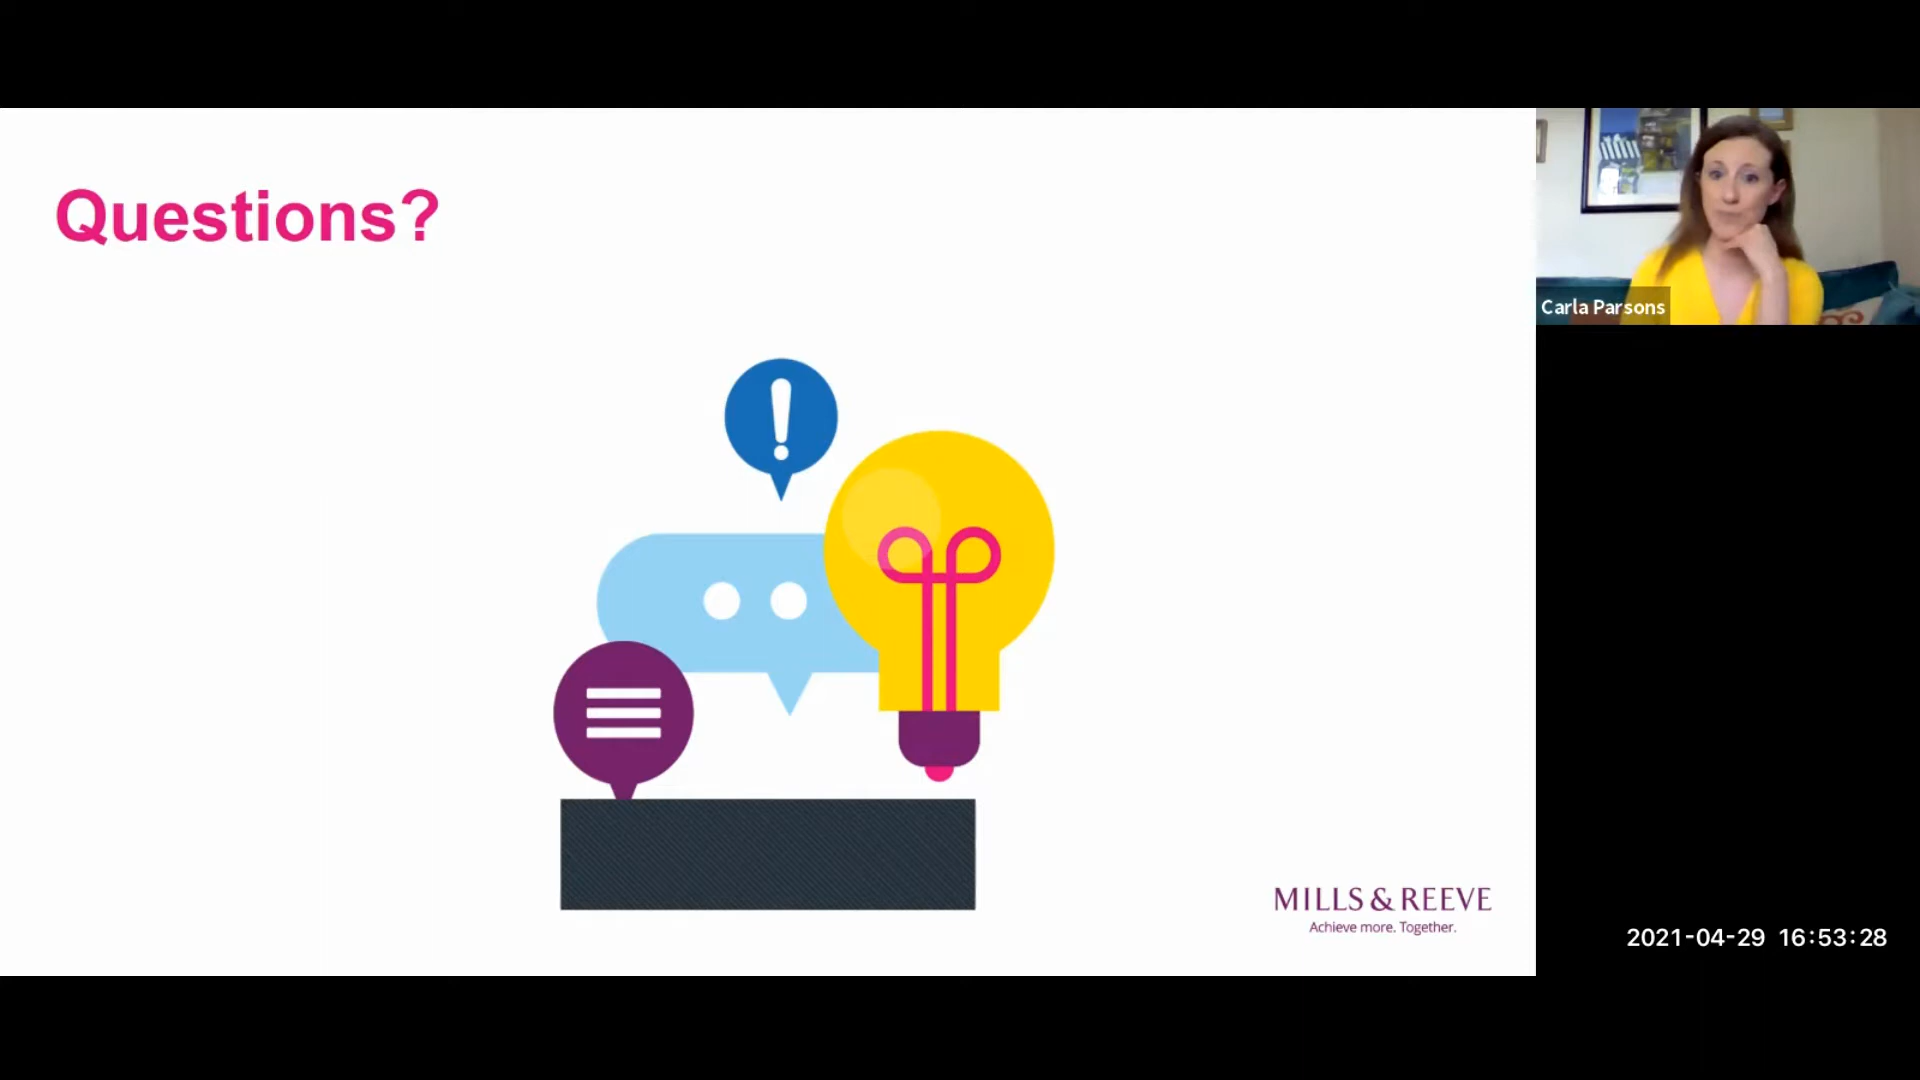 Questions?
Carla Parsons
MILLS & REEVE
Achieve more. Together.
2021-04-29 16:53:28